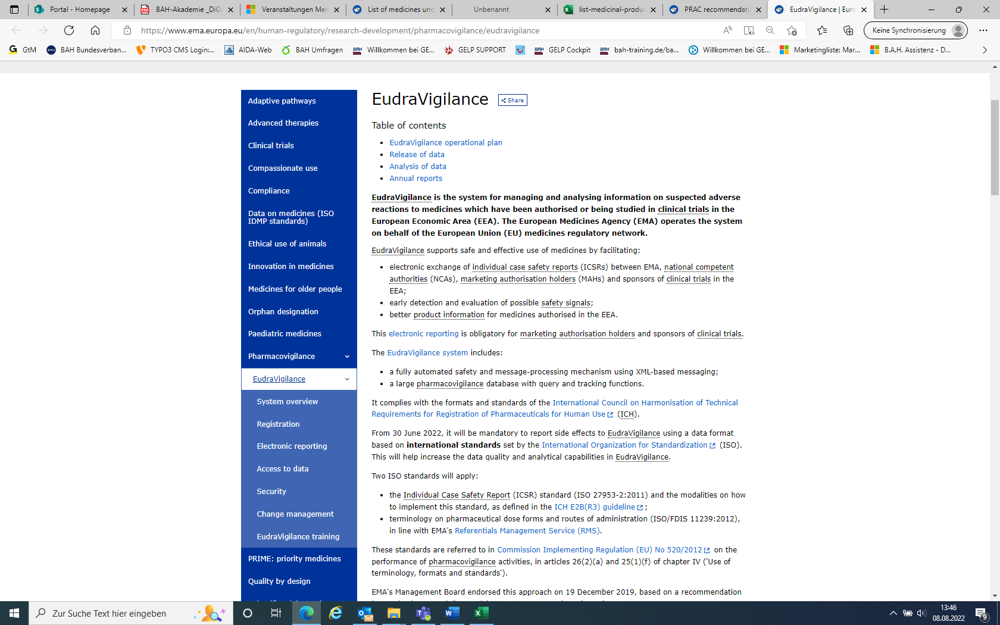 Portal - Homepage
BAH-Akademie _DiGA
Veranstaltungen Mei
List of medicines und
Unbenannt
list-medicinal-produ
PRAC recommendati
EudraVigilance | Euro
https://www.ema.europa.eu/en/human-regulatory/research-development/pharmacovigilance/eudravigilance
Keine Synchronisierung
GtM
BAH Bundesverban...
TYPO3 CMS Login:...
AIDA-Web
BAH Umfragen
Willkommen bei GE...
GELP SUPPORT
GELP Cockpit
bah-training.de/ba...
Willkommen bei GE...
Marketingliste: Mar...
B.A.H. Assistenz - D...
Adaptive pathways
Advanced therapies
Clinical trials
Compassionate use
Compliance
Data on medicines (ISO
IDMP standards)
Ethical use of animals
Innovation in medicines
Medicines for older people
Orphan designation
Paediatric medicines
Pharmacovigilance
EudraVigilance
System overview
Registration
Electronic reporting
Access to data
Security
Change management
EudraVigilance training
PRIME: priority medicines
Quality by design
EudraVigilance
Share
Table of contents
• EudraVigilance operational plan
• Release of data
• Analysis of data
• Annual reports
EudraVigilance is the system for managing and analysing information on suspected adverse
reactions to medicines which have been authorised or being studied in clinical trials in the
European Economic Area (EEA). The European Medicines Agency (EMA) operates the system
on behalf of the European Union (EU) medicines regulatory network.
EudraVigilance supports safe and effective use of medicines by facilitating:
• electronic exchange of individual case safety reports (ICSRs) between EMA, national competent
authorities (NCAs), marketing authorisation holders (MAHs) and sponsors of clinical trials in the
EEA;
• early detection and evaluation of possible safety signals;
• better product information for medicines authorised in the EEA.
This electronic reporting is obligatory for marketing authorisation holders and sponsors of clinical trials.
The EudraVigilance system includes:
• a fully automated safety and message-processing mechanism using XML-based messaging;
• a large pharmacovigilance database with query and tracking functions.
It complies with the formats and standards of the International Council on Harmonisation of Technical
Requirements for Registration of Pharmaceuticals for Human Use (ICH).
From 30 June 2022, it will be mandatory to report side effects to EudraVigilance using a data format
based on international standards set by the International Organization for Standardization (ISO).
This will help increase the data quality and analytical capabilities in EudraVigilance.
Two ISO standards will apply:
• the Individual Case Safety Report (ICSR) standard (ISO 27953-2:2011) and the modalities on how
to implement this standard, as defined in the ICH E2B(R3) guideline ;
• terminology on pharmaceutical dose forms and routes of administration (ISO/FDIS 11239:2012),
in line with EMA's Referentials Management Service (RMS).
These standards are referred to in Commission Implementing Regulation (EU) No 520/2012 on the
performance of pharmacovigilance activities, in articles 26(2)(a) and 25(1)(f) of chapter IV ('Use of
terminology, formats and standards').
EMA's Management Board endorsed this approach on 19 December 2019, based on a recommendation
Zur Suche Text hier eingeben
13:46
08.08.2022
9